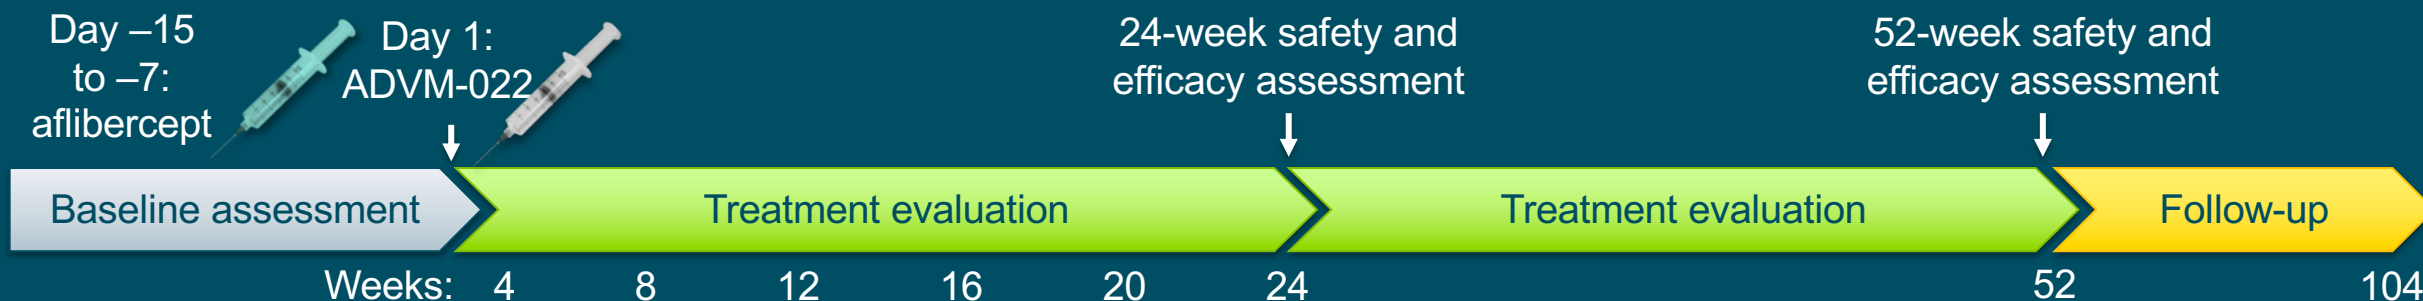 Day –15
to –7:
aflibercept
Day 1:
ADVM-022
24-week safety and
efficacy assessment
52-week safety and
efficacy assessment
Baseline assessment
Treatment evaluation
Treatment evaluation
Follow-up
Weeks: 4 8 12 16 20 24 52 104